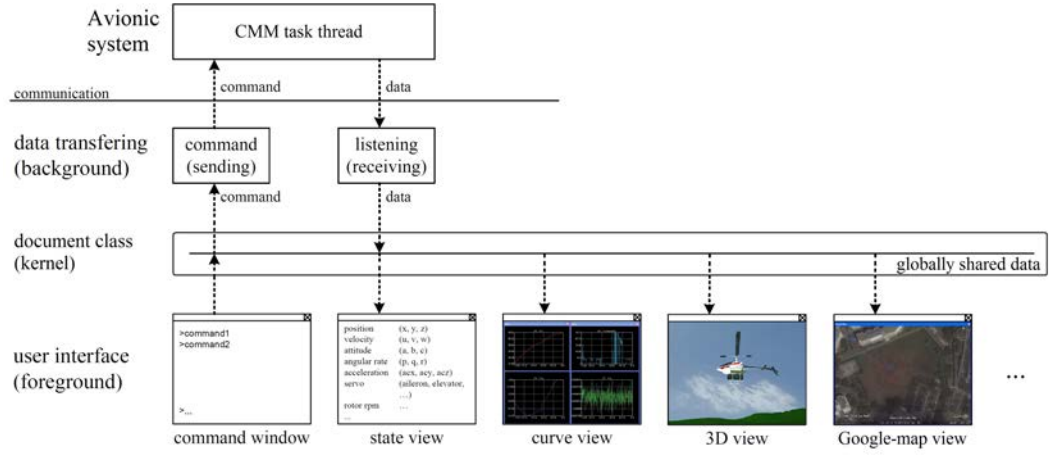 Avionic
system
CMM task thread
command
data
communication
data transfering
(background)
command
(sending)
listening
(receiving)
command
data
document class
(kernel)
globally shared data
user interface
(foreground)
>command1
>command2
>...
position (x, y, z)
velocity (u, v, w)
attitude (a, b, c)
angular rate (p, q, r)
acceleration (acx, acy, acz)
servo (aileron, elevator,
...)
rotor rpm ...
...
...
command window
state view
curve view
3D view
Google-map view